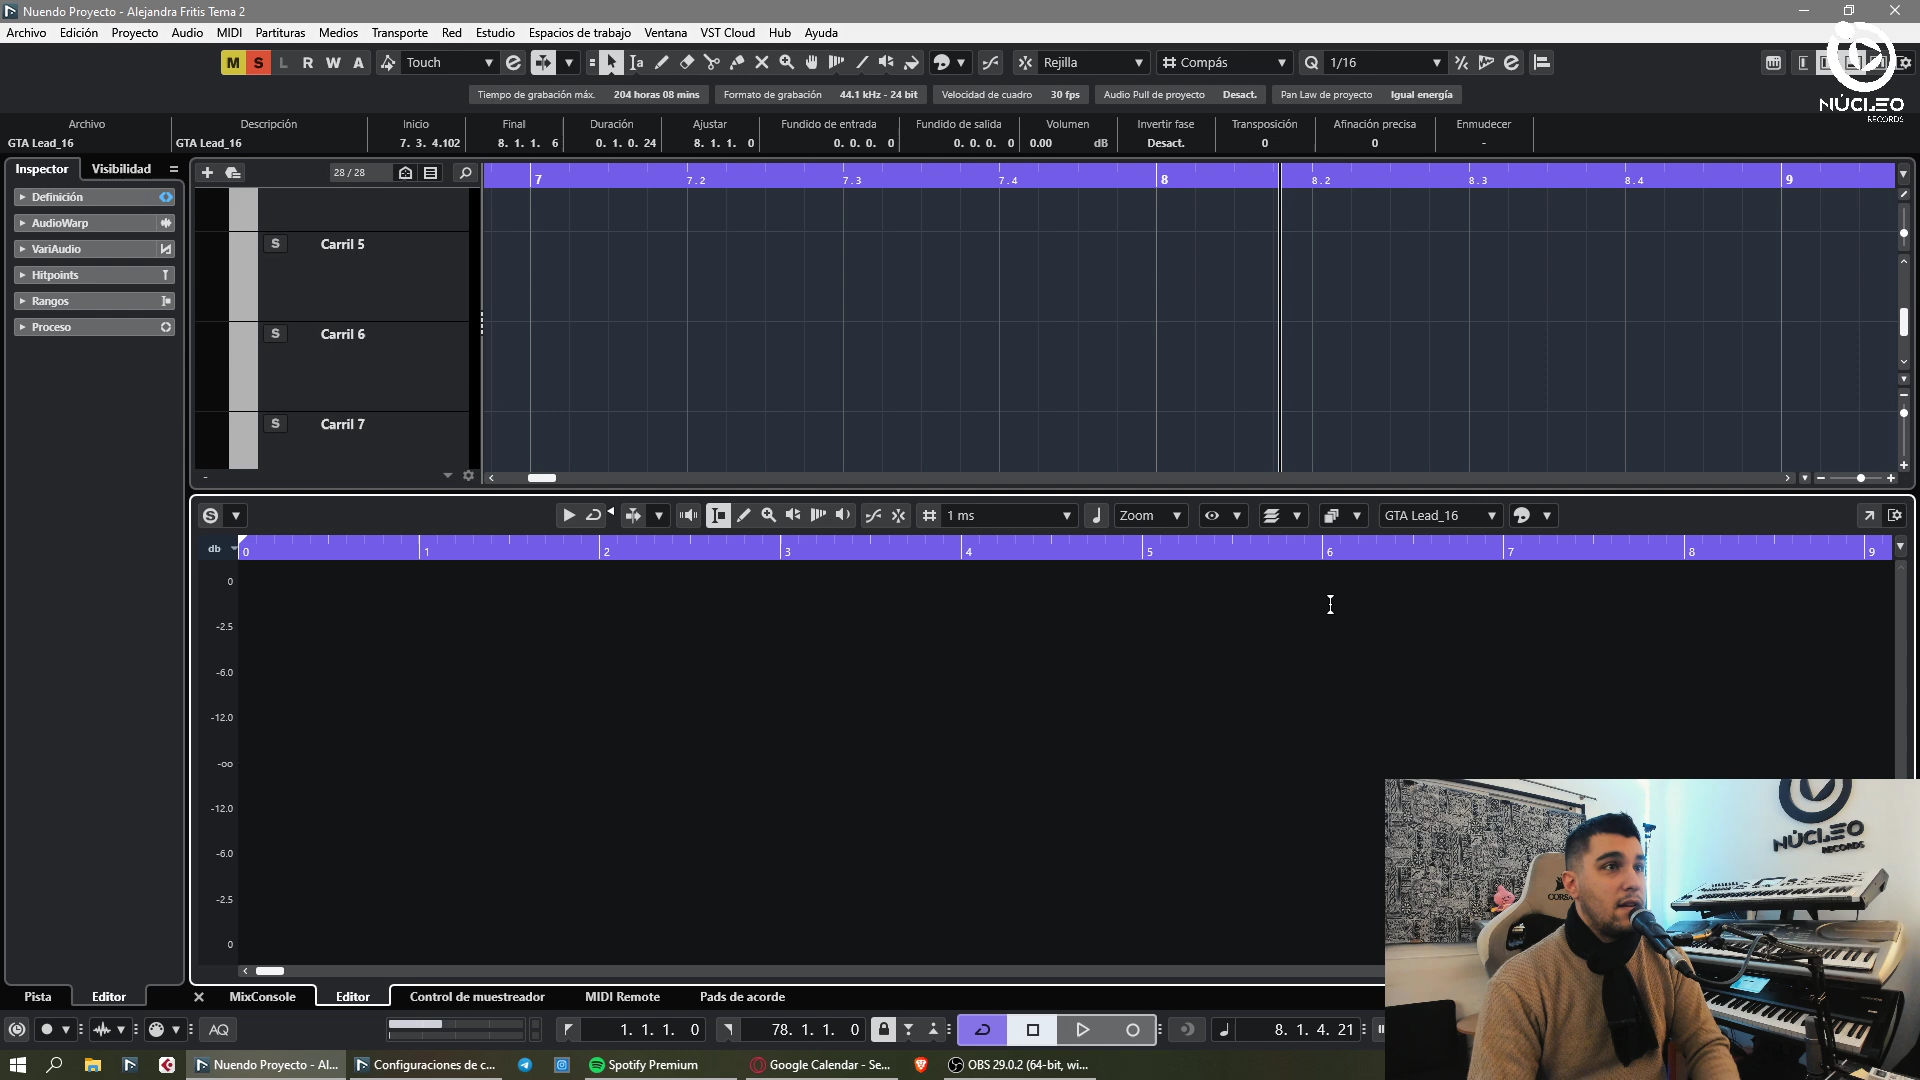 Nuendo Proyecto - Alejandra Fritis Tema 2
Archivo Edición Proyecto Audio MIDI Partituras Medios Transporte Red Estudio Espacios de trabajo Ventana VST Cloud Hub Ayuda
M S L R W A Touch Rejilla Compás 1/16
NÚCLEO
RECORDS
Tiempo de grabación máx. 204 horas 08 mins Formato de grabación 44.1 kHz - 24 bit Velocidad de cuadro 30 fps Audio Pull de proyecto Desact. Pan Law de proyecto Igual energía
Archivo Descripción Inicio Final Duración Ajustar Fundido de entrada Fundido de salida Volumen Invertir fase Transposición Afinación precisa Enmudecer
GTA Lead_16 GTA Lead_16 7. 3. 4.102 8. 1. 1. 6 0. 1. 0. 24 8. 1. 1. 0 0. 0. 0. 0 0. 0. 0. 0 0.00 dB Desact. 0 0 -
Inspector Visibilidad
28 / 28
7 7.2 7.3 7.4 8 8.2 8.3 8.4 9
Definición
AudioWarp
VariAudio
Hitpoints
Rangos
Proceso
S Carril 5
S Carril 6
S Carril 7
1 ms Zoom GTA Lead_16
db 0 1 2 3 4 5 6 7 8 9
0
-2.5
-6.0
-12.0
-oo
-12.0
-6.0
-2.5
0
NÚCLEO
RECORDS
CORSA
Pista Editor MixConsole Editor Control de muestreador MIDI Remote Pads de acorde
AQ 1. 1. 1. 0 78. 1. 1. 0 8. 1. 4. 21
Nuendo Proyecto - Al... Configuraciones de c... Spotify Premium Google Calendar - Se... OBS 29.0.2 (64-bit, wi...